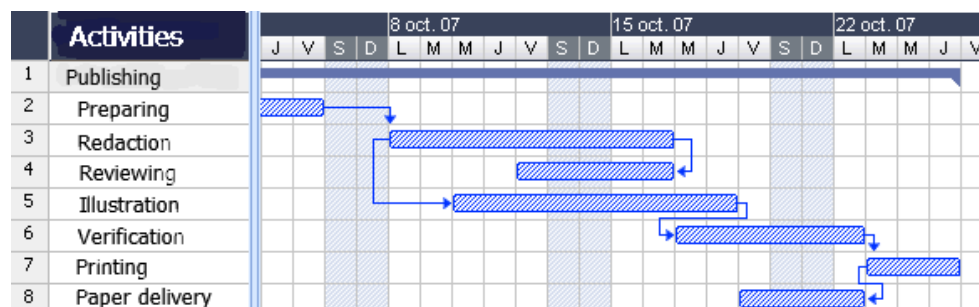 Activities
8 oct. 07 15 oct. 07 22 oct. 07
J V S D L M M J V S D L M M J V S D L M M J V
1 Publishing
2 Preparing
3 Redaction
4 Reviewing
5 Illustration
6 Verification
7 Printing
8 Paper delivery